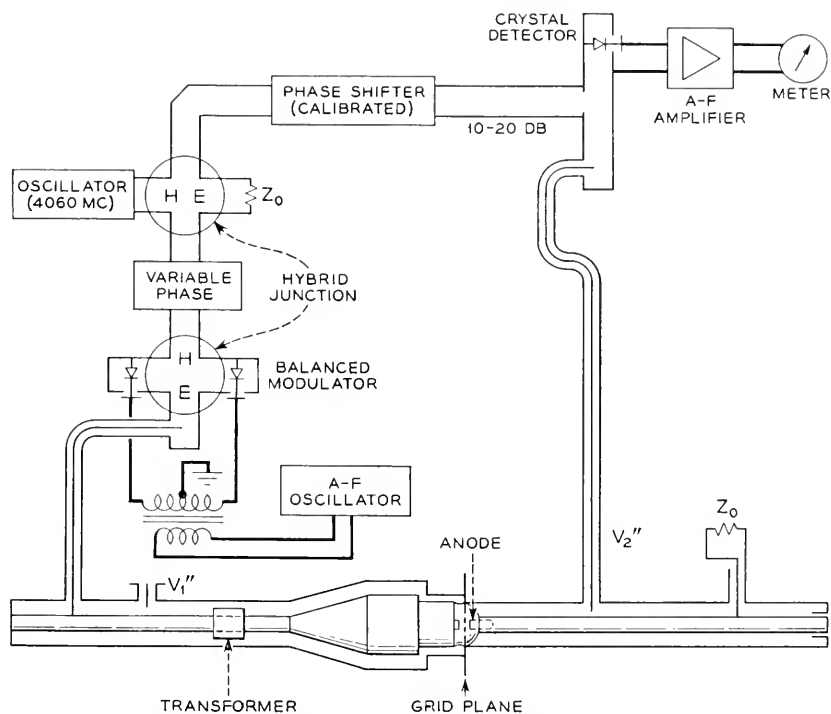 CRYSTAL
DETECTOR
PHASE SHIFTER
(CALIBRATED)
10-20 DB
A-F
AMPLIFIER
METER
OSCILLATOR
(4060 MC)
H E
Z₀
VARIABLE
PHASE
HYBRID
JUNCTION
H
E
BALANCED
MODULATOR
A-F
OSCILLATOR
V₁″
ANODE
V₂″
Z₀
TRANSFORMER
GRID PLANE